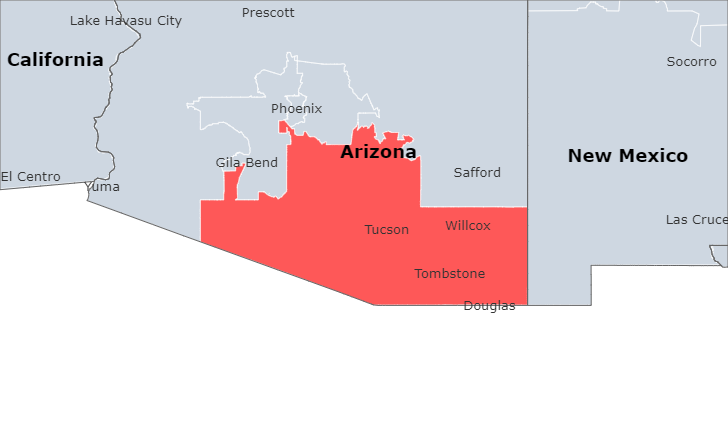 Prescott
Lake Havasu City
California
Socorro
Phoenix
Arizona
New Mexico
Gila Bend
Safford
El Centro
Yuma
Las Cruce
Willcox
Tucson
Tombstone
Douglas